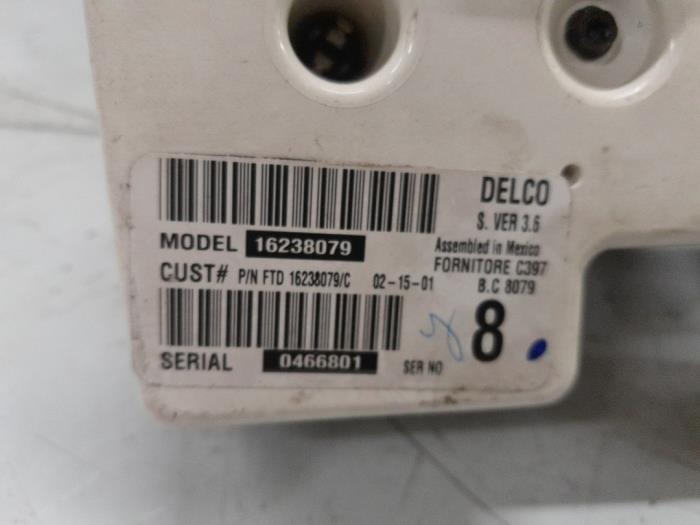 DELCO
S. VER 3.6
MODEL 16238079
Assembled in Mexico
FORNITORE C397
CUST# P/N FTD 16238079/C 02-15-01
B.C 8079
8
SERIAL 0466801 SER NO